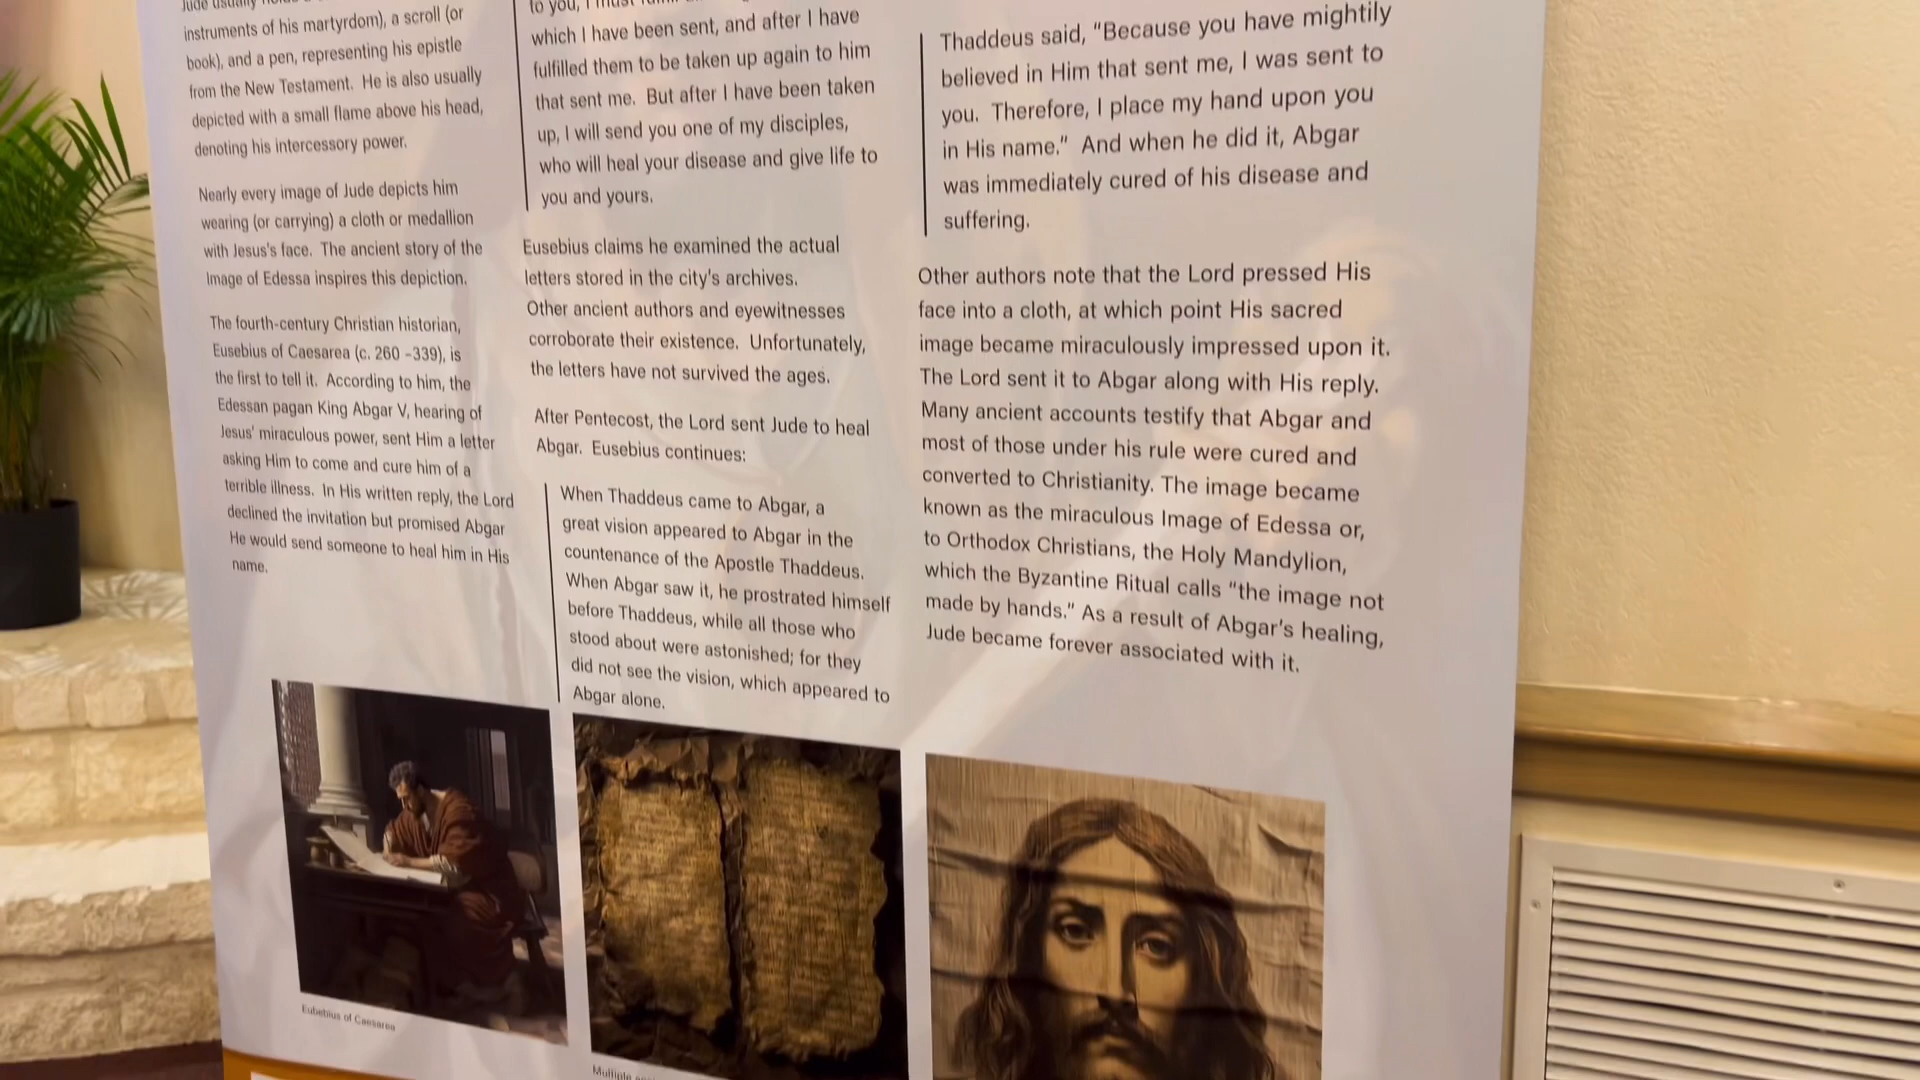 Jude usually
instruments of his martyrdom), a scroll (or
book), and a pen, representing his epistle
from the New Testament. He is also usually
depicted with a small flame above his head,
denoting his intercessory power.
Nearly every image of Jude depicts him
wearing (or carrying) a cloth or medallion
with Jesus's face. The ancient story of the
Image of Edessa inspires this depiction.
The fourth-century Christian historian,
Eusebius of Caesarea (c. 260 -339), is
the first to tell it. According to him, the
Edessan pagan King Abgar V, hearing of
Jesus' miraculous power, sent Him a letter
asking Him to come and cure him of a
terrible illness. In His written reply, the Lord
declined the invitation but promised Abgar
He would send someone to heal him in His
name.
Eubebius of Caesarea
to you, I must
which I have been sent, and after I have
fulfilled them to be taken up again to him
that sent me. But after I have been taken
up, I will send you one of my disciples,
who will heal your disease and give life to
you and yours.
Eusebius claims he examined the actual
letters stored in the city's archives.
Other ancient authors and eyewitnesses
corroborate their existence. Unfortunately,
the letters have not survived the ages.
After Pentecost, the Lord sent Jude to heal
Abgar. Eusebius continues:
When Thaddeus came to Abgar, a
great vision appeared to Abgar in the
countenance of the Apostle Thaddeus.
When Abgar saw it, he prostrated himself
before Thaddeus, while all those who
stood about were astonished; for they
did not see the vision, which appeared to
Abgar alone.
Multiple
Thaddeus said, “Because you have mightily
believed in Him that sent me, I was sent to
you. Therefore, I place my hand upon you
in His name.” And when he did it, Abgar
was immediately cured of his disease and
suffering.
Other authors note that the Lord pressed His
face into a cloth, at which point His sacred
image became miraculously impressed upon it.
The Lord sent it to Abgar along with His reply.
Many ancient accounts testify that Abgar and
most of those under his rule were cured and
converted to Christianity. The image became
known as the miraculous Image of Edessa or,
to Orthodox Christians, the Holy Mandylion,
which the Byzantine Ritual calls “the image not
made by hands.” As a result of Abgar's healing,
Jude became forever associated with it.